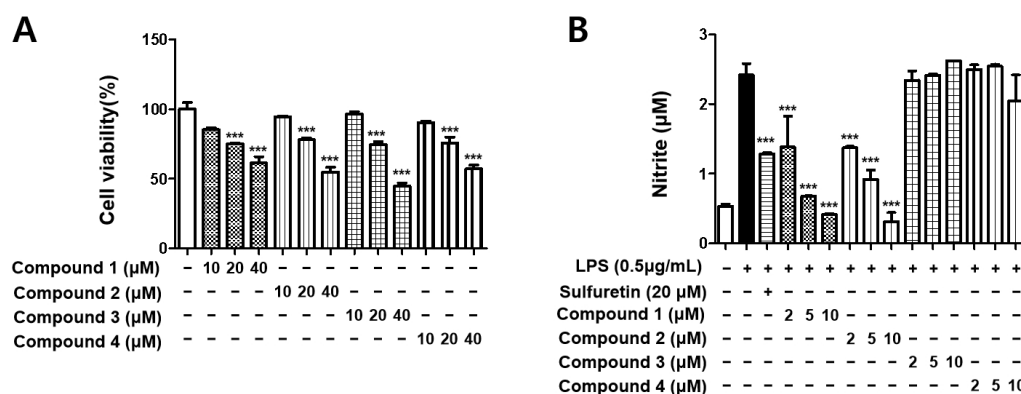 A
Cell viability(%)
150
100
50
0
*** *** *** *** *** *** *** ***
Compound 1 (μM) – 10 20 40 – – – – – – – – –
Compound 2 (μM) – – – – 10 20 40 – – – – – –
Compound 3 (μM) – – – – – – – 10 20 40 – – –
Compound 4 (μM) – – – – – – – – – – 10 20 40
B
Nitrite (μM)
3
2
1
0
*** *** *** *** *** *** ***
LPS (0.5μg/mL) – + + + + + + + + + + + + + +
Sulfuretin (20 μM) – – + – – – – – – – – – – – –
Compound 1 (μM) – – – 2 5 10 – – – – – – – – –
Compound 2 (μM) – – – – – – 2 5 10 – – – – – –
Compound 3 (μM) – – – – – – – – – 2 5 10 – – –
Compound 4 (μM) – – – – – – – – – – – – 2 5 10